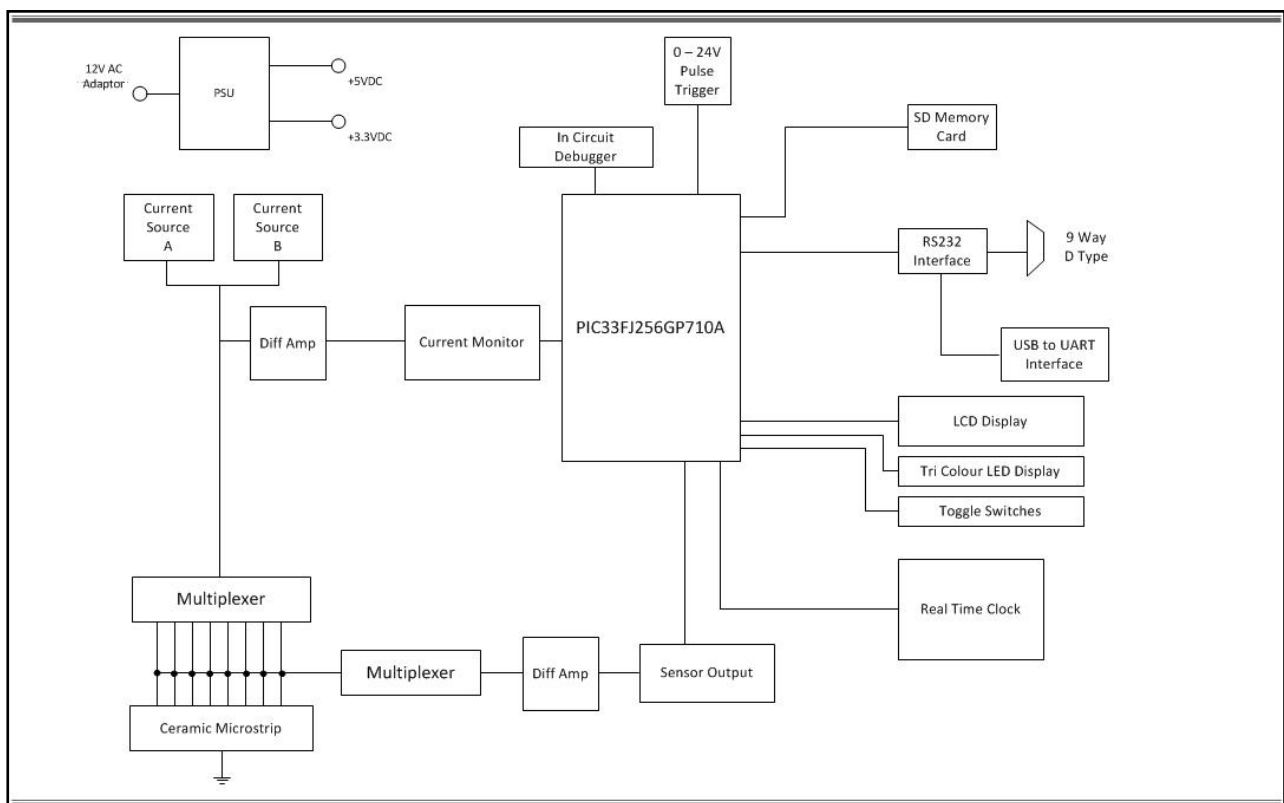 12V AC
Adaptor
PSU
+5VDC
+3.3VDC
0 – 24V
Pulse
Trigger
In Circuit
Debugger
SD Memory
Card
Current
Source
A
Current
Source
B
RS232
Interface
9 Way
D Type
PIC33FJ256GP710A
Diff Amp
Current Monitor
USB to UART
Interface
LCD Display
Tri Colour LED Display
Toggle Switches
Multiplexer
Real Time Clock
Multiplexer
Diff Amp
Sensor Output
Ceramic Microstrip